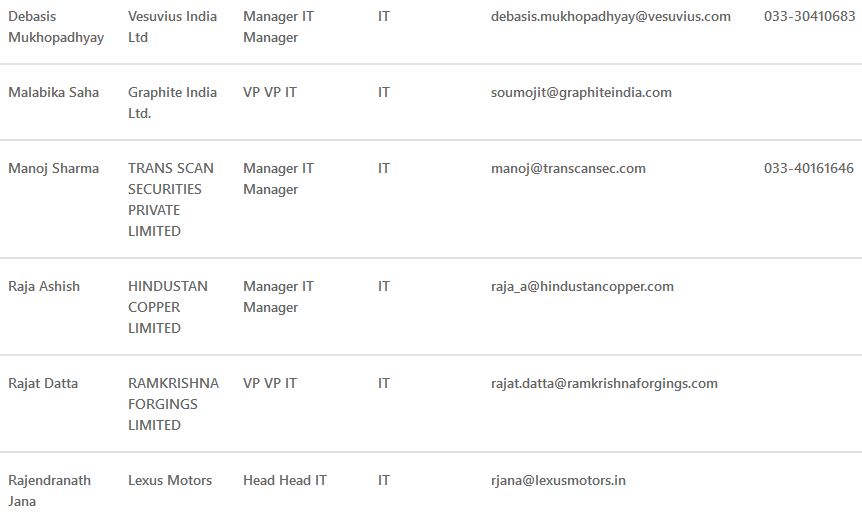 Debasis Vesuvius India Manager IT IT debasis.mukhopadhyay@vesuvius.com 033-30410683
Mukhopadhyay Ltd Manager
Malabika Saha Graphite India VP VP IT IT soumojit@graphiteindia.com
Ltd.
Manoj Sharma TRANS SCAN Manager IT IT manoj@transcansec.com 033-40161646
SECURITIES Manager
PRIVATE
LIMITED
Raja Ashish HINDUSTAN Manager IT IT raja_a@hindustancopper.com
COPPER Manager
LIMITED
Rajat Datta RAMKRISHNA VP VP IT IT rajat.datta@ramkrishnaforgings.com
FORGINGS
LIMITED
Rajendranath Lexus Motors Head Head IT IT rjana@lexusmotors.in
Jana